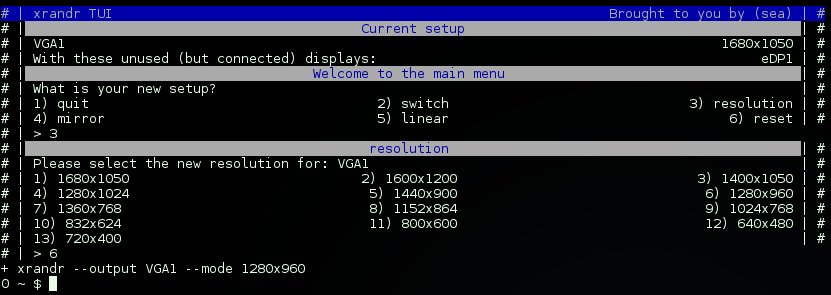 # | xrandr TUI Brought to you by (sea) | #
# | Current setup | #
# | VGA1 1680x1050 | #
# | With these unused (but connected) displays: eDP1 | #
# | Welcome to the main menu | #
# | What is your new setup? | #
# | 1) quit 2) switch 3) resolution | #
# | 4) mirror 5) linear 6) reset | #
# | > 3
# | resolution | #
# | Please select the new resolution for: VGA1 | #
# | 1) 1680x1050 2) 1600x1200 3) 1400x1050 | #
# | 4) 1280x1024 5) 1440x900 6) 1280x960 | #
# | 7) 1360x768 8) 1152x864 9) 1024x768 | #
# | 10) 832x624 11) 800x600 12) 640x480 | #
# | 13) 720x400 | #
# | > 6
+ xrandr --output VGA1 --mode 1280x960
0 ~ $